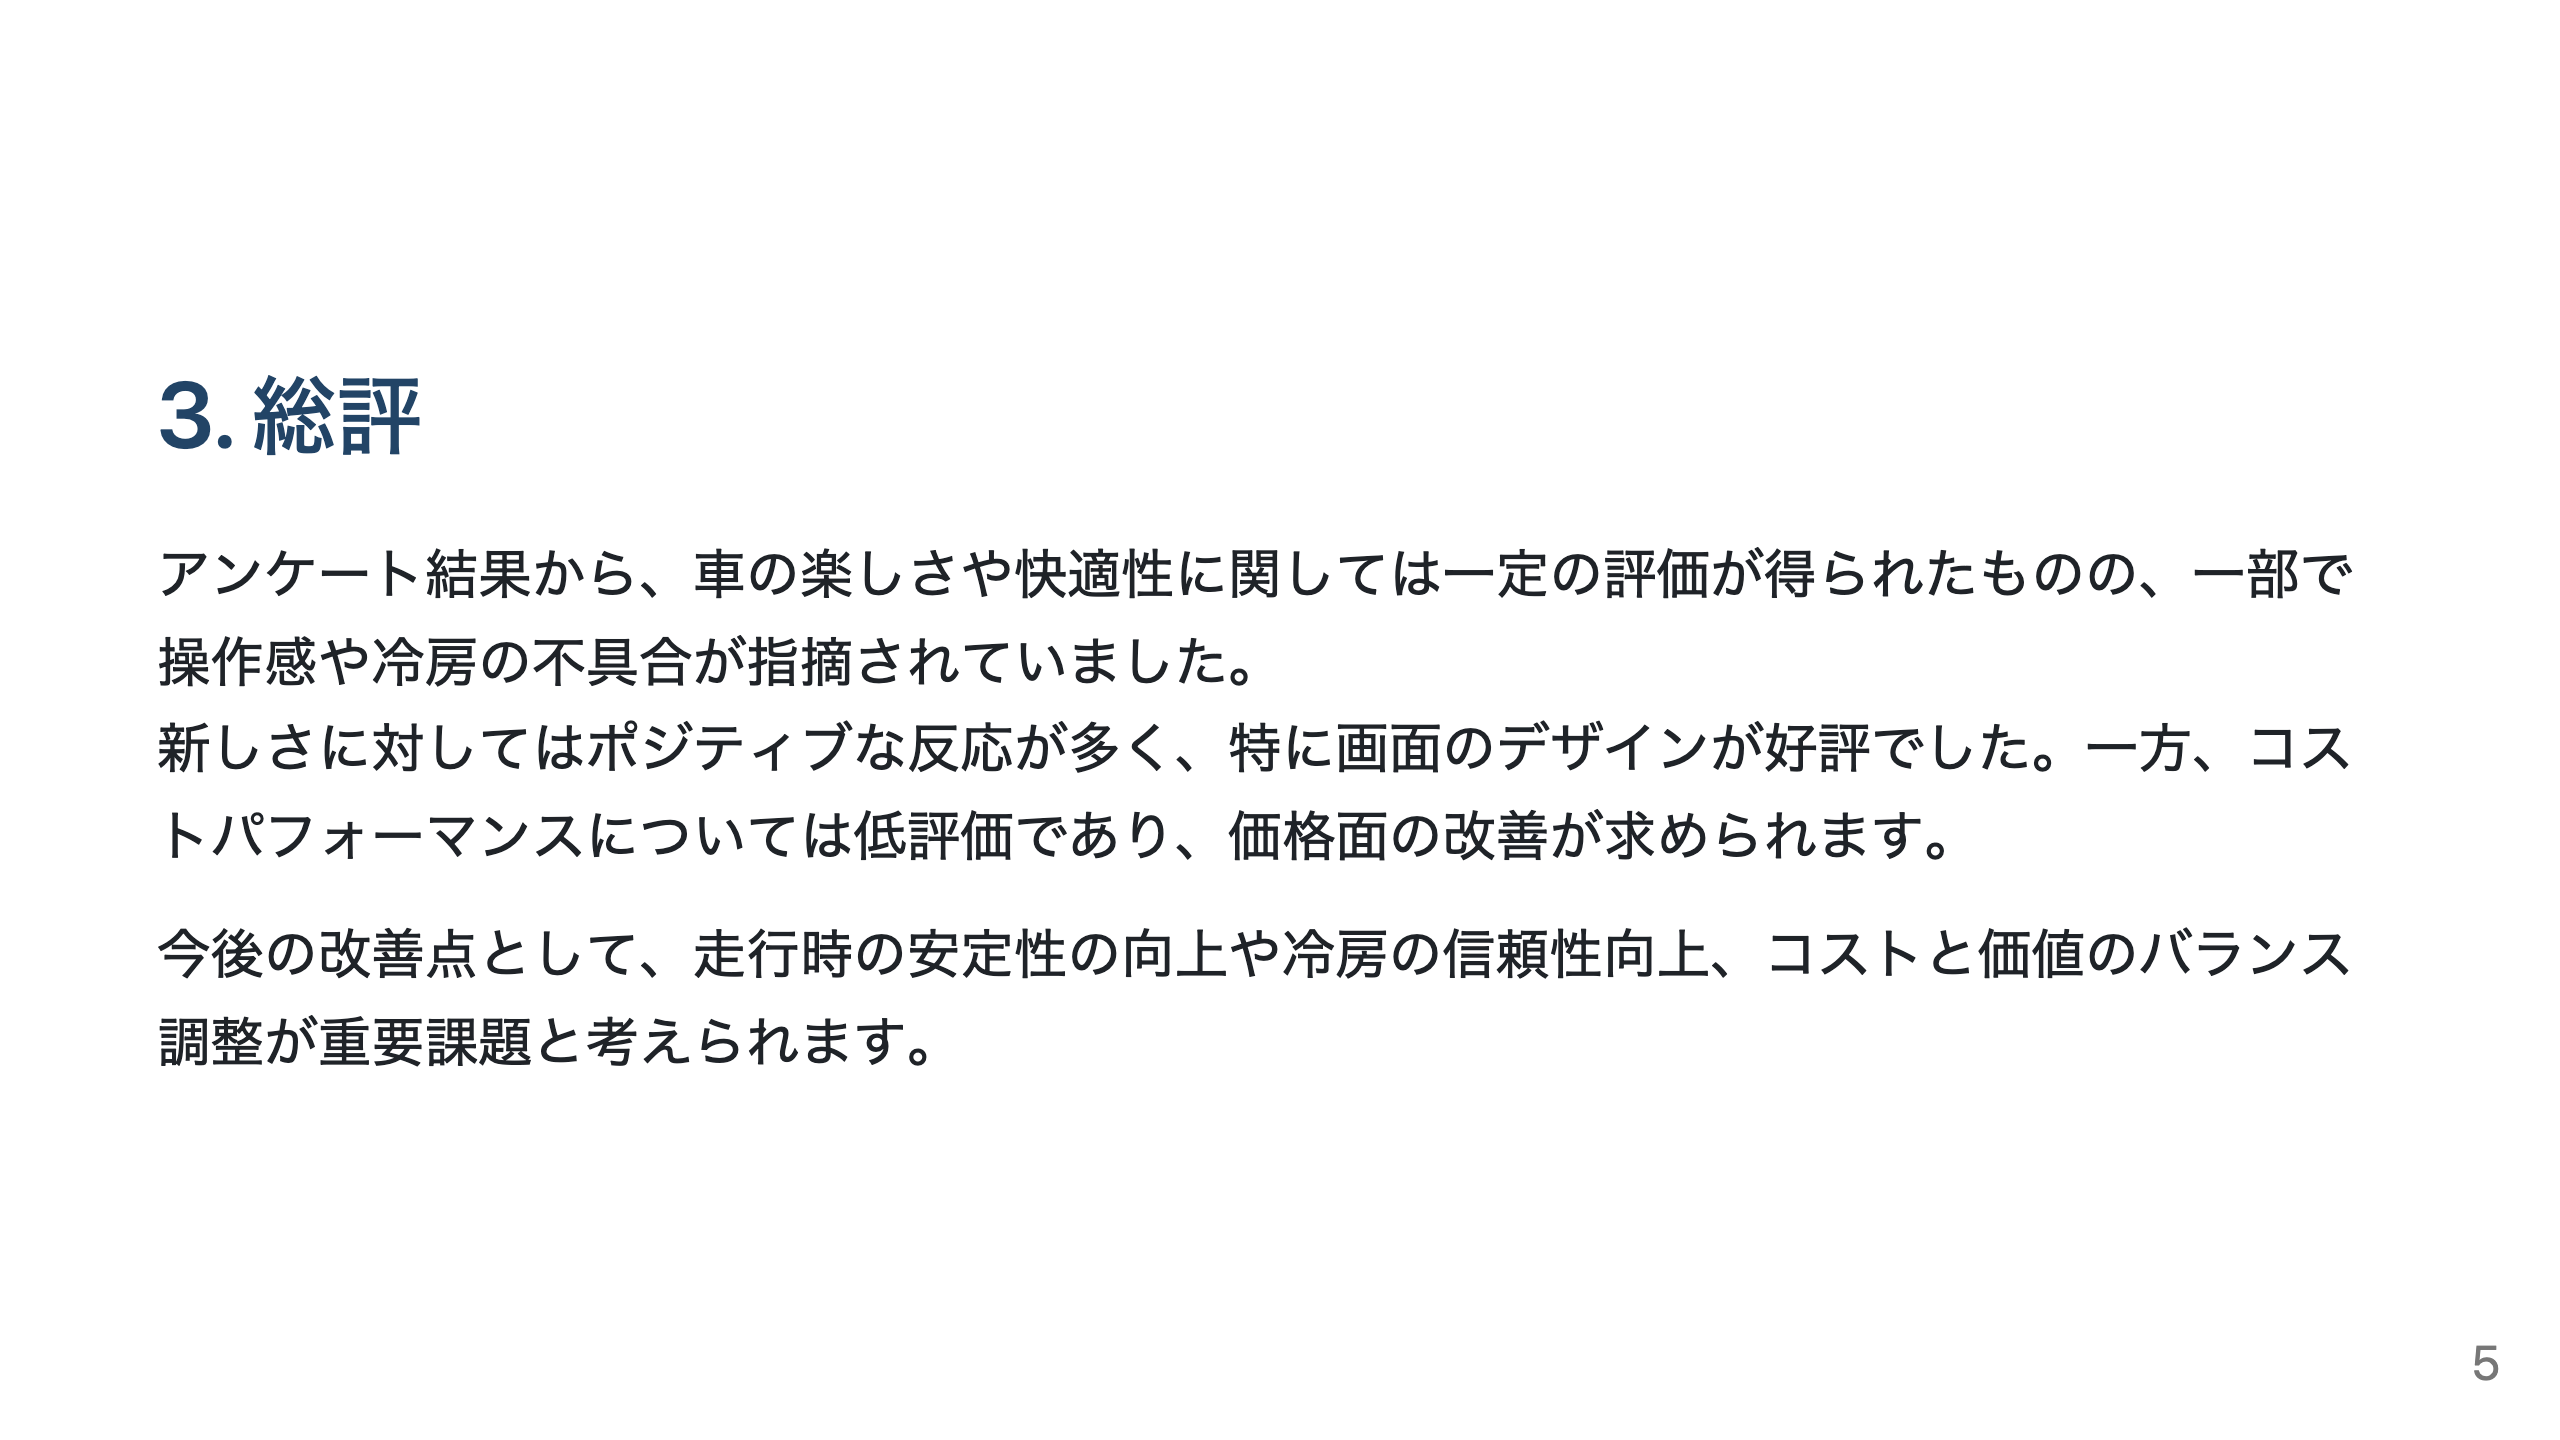 3. 総評
アンケート結果から、車の楽しさや快適性に関しては一定の評価が得られたものの、一部で
操作感や冷房の不具合が指摘されていました。
新しさに対してはポジティブな反応が多く、特に画面のデザインが好評でした。一方、コス
トパフォーマンスについては低評価であり、価格面の改善が求められます。
今後の改善点として、走行時の安定性の向上や冷房の信頼性向上、コストと価値のバランス
調整が重要課題と考えられます。
5